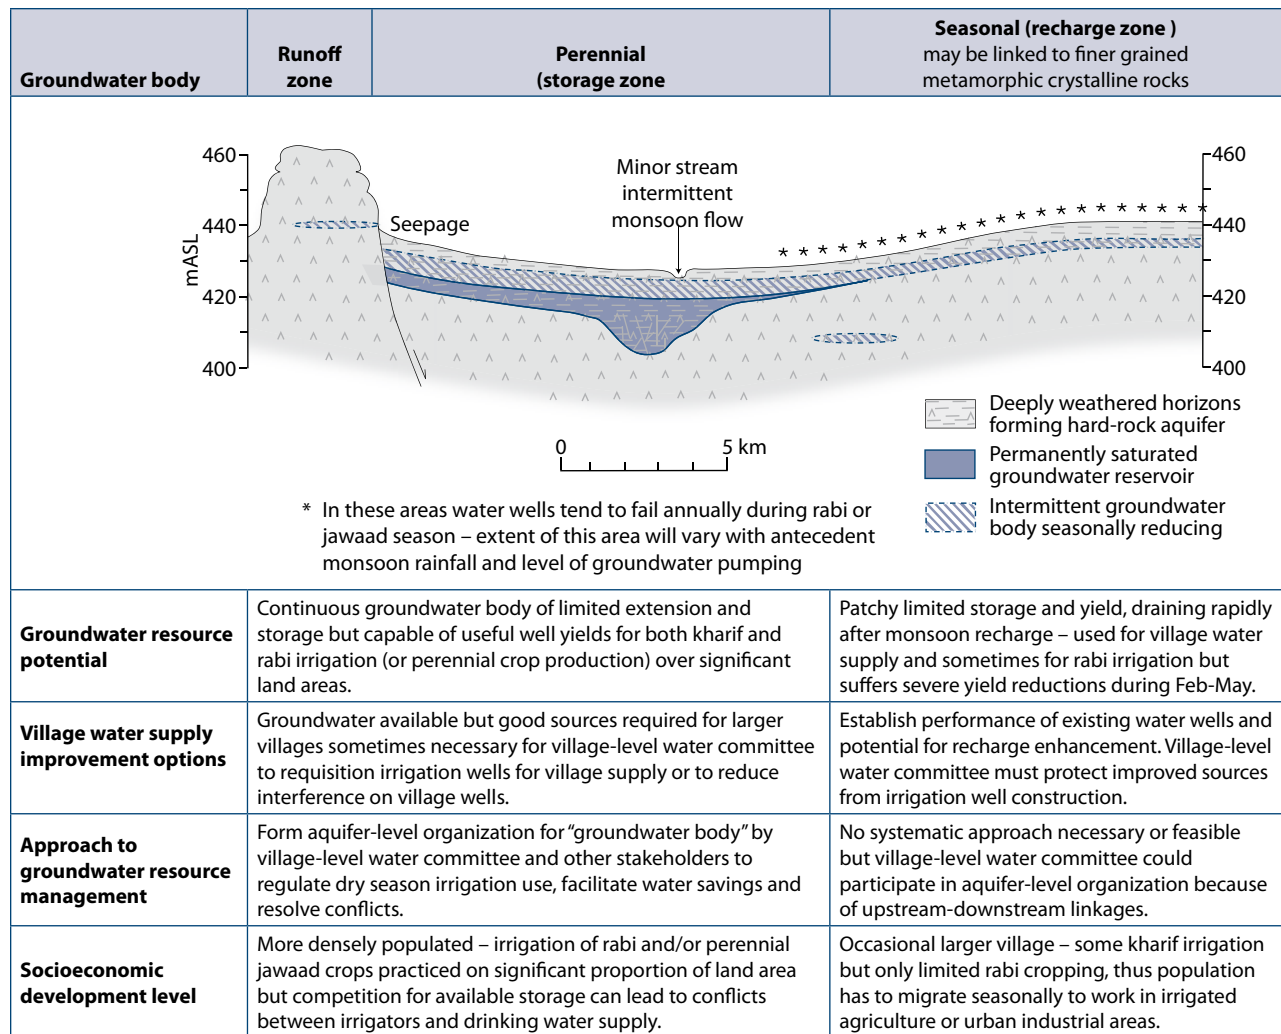 Groundwater body
Runoff
zone
Perennial
(storage zone
Seasonal (recharge zone )
may be linked to finer grained
metamorphic crystalline rocks
460
440
420
400
mASL
Seepage
Minor stream
intermittent
monsoon flow
* * * * * * * * * * * * * * * * * * * *
460
440
420
400
0 5 km
Deeply weathered horizons
forming hard-rock aquifer
Permanently saturated
groundwater reservoir
Intermittent groundwater
body seasonally reducing
* In these areas water wells tend to fail annually during rabi or
jawaad season – extent of this area will vary with antecedent
monsoon rainfall and level of groundwater pumping
Groundwater resource
potential
Continuous groundwater body of limited extension and
storage but capable of useful well yields for both kharif and
rabi irrigation (or perennial crop production) over significant
land areas.
Patchy limited storage and yield, draining rapidly
after monsoon recharge – used for village water
supply and sometimes for rabi irrigation but
suffers severe yield reductions during Feb-May.
Village water supply
improvement options
Groundwater available but good sources required for larger
villages sometimes necessary for village-level water committee
to requisition irrigation wells for village supply or to reduce
interference on village wells.
Establish performance of existing water wells and
potential for recharge enhancement. Village-level
water committee must protect improved sources
from irrigation well construction.
Approach to
groundwater resource
management
Form aquifer-level organization for “groundwater body” by
village-level water committee and other stakeholders to
regulate dry season irrigation use, facilitate water savings and
resolve conflicts.
No systematic approach necessary or feasible
but village-level water committee could
participate in aquifer-level organization because
of upstream-downstream linkages.
Socioeconomic
development level
More densely populated – irrigation of rabi and/or perennial
jawaad crops practiced on significant proportion of land area
but competition for available storage can lead to conflicts
between irrigators and drinking water supply.
Occasional larger village – some kharif irrigation
but only limited rabi cropping, thus population
has to migrate seasonally to work in irrigated
agriculture or urban industrial areas.